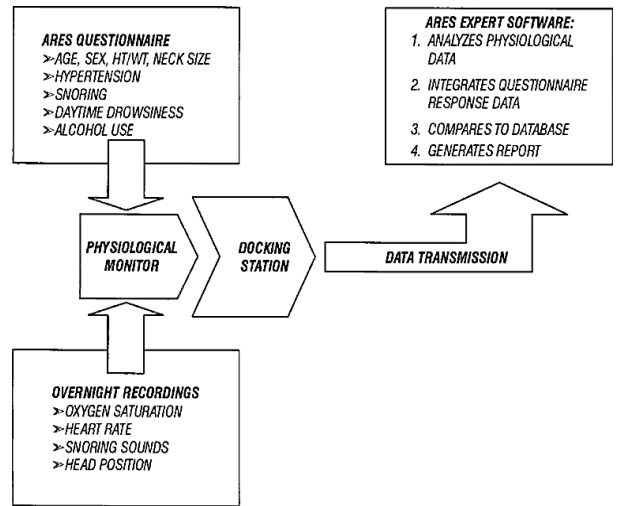 ARES QUESTIONNAIRE
➢AGE, SEX, HT/WT, NECK SIZE
➢HYPERTENSION
➢SNORING
➢DAYTIME DROWSINESS
➢ALCOHOL USE
ARES EXPERT SOFTWARE:
1. ANALYZES PHYSIOLOGICAL
DATA
2. INTEGRATES QUESTIONNAIRE
RESPONSE DATA
3. COMPARES TO DATABASE
4. GENERATES REPORT
PHYSIOLOGICAL
MONITOR
DOCKING
STATION
DATA TRANSMISSION
OVERNIGHT RECORDINGS
➢OXYGEN SATURATION
➢HEART RATE
➢SNORING SOUNDS
➢HEAD POSITION